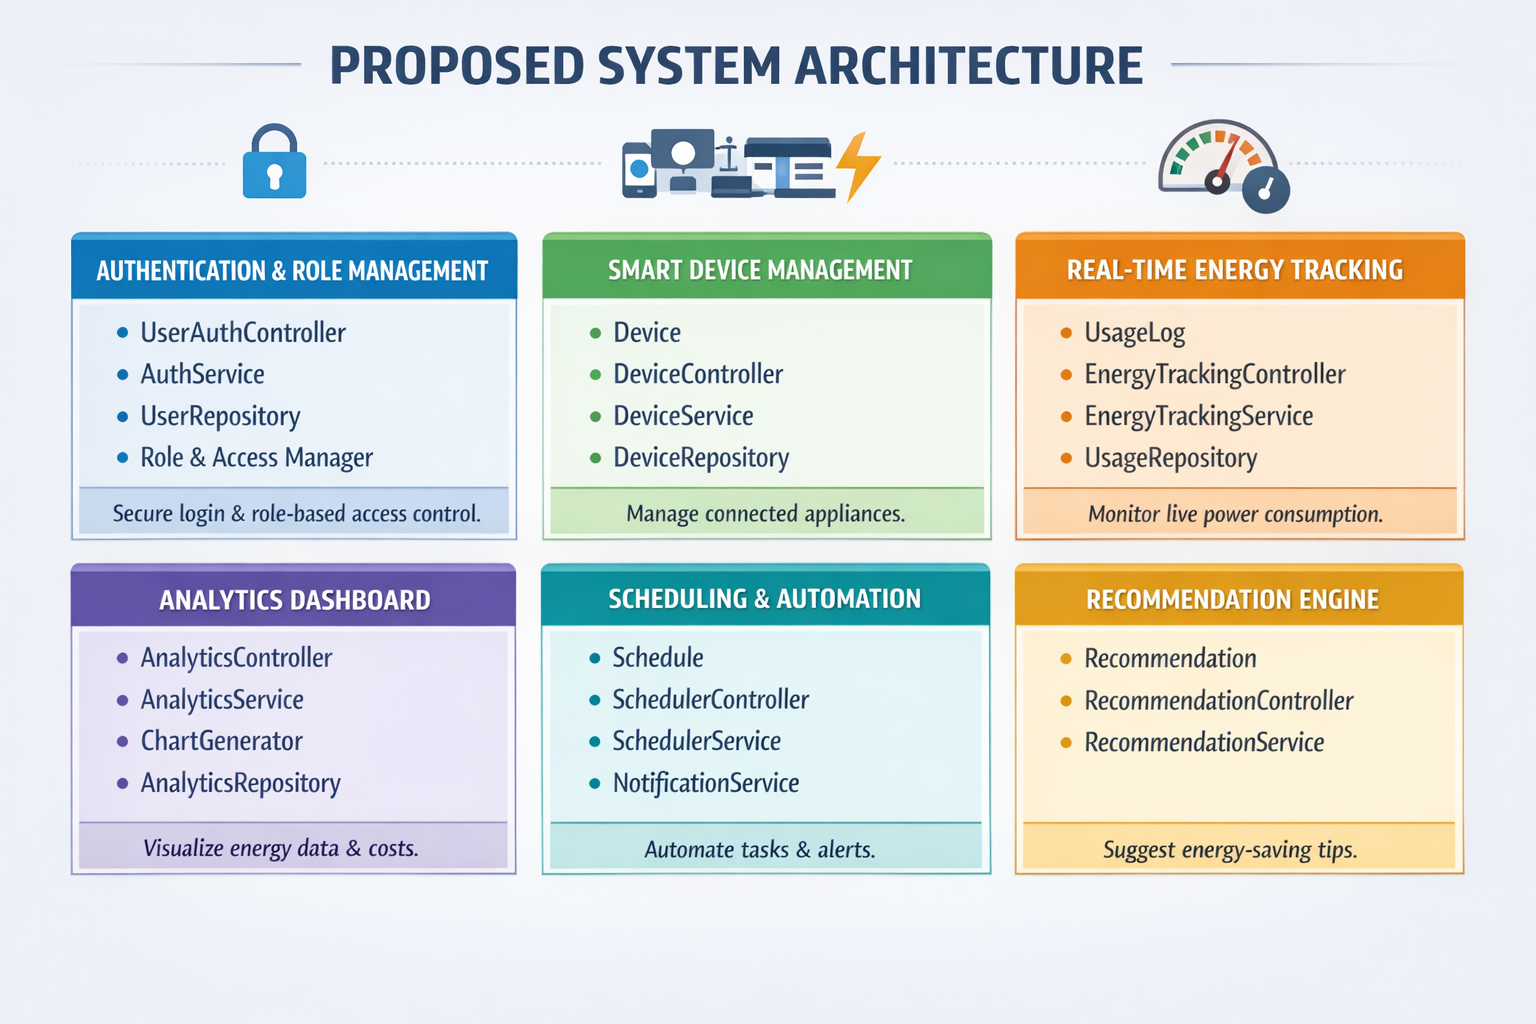 PROPOSED SYSTEM ARCHITECTURE
AUTHENTICATION & ROLE MANAGEMENT
• UserAuthController
• AuthService
• UserRepository
• Role & Access Manager
Secure login & role-based access control.
SMART DEVICE MANAGEMENT
• Device
• DeviceController
• DeviceService
• DeviceRepository
Manage connected appliances.
REAL-TIME ENERGY TRACKING
• UsageLog
• EnergyTrackingController
• EnergyTrackingService
• UsageRepository
Monitor live power consumption.
ANALYTICS DASHBOARD
• AnalyticsController
• AnalyticsService
• ChartGenerator
• AnalyticsRepository
Visualize energy data & costs.
SCHEDULING & AUTOMATION
• Schedule
• SchedulerController
• SchedulerService
• NotificationService
Automate tasks & alerts.
RECOMMENDATION ENGINE
• Recommendation
• RecommendationController
• RecommendationService
Suggest energy-saving tips.